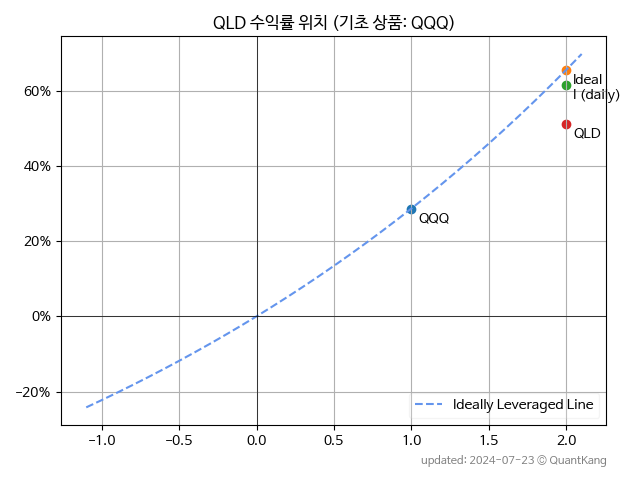 QLD 수익률 위치 (기초 상품: QQQ)
60%
40%
20%
0%
−20%
Ideal
I (daily)
QLD
QQQ
Ideally Leveraged Line
−1.0 −0.5 0.0 0.5 1.0 1.5 2.0
updated: 2024-07-23 © QuantKang